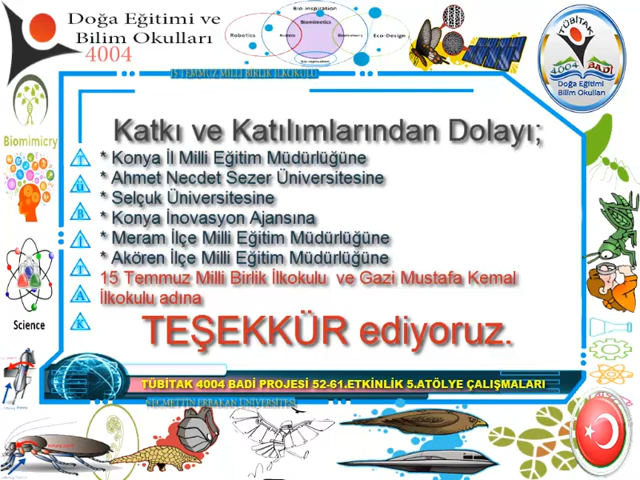 Doğa Eğitimi ve
Bilim Okulları
4004
Bio inspiration
Robotics
Bionics
Biomimetics
Biomimicry
Eco-Design
TÜBİTAK
4004 BADİ
Doğa Eğitimi
Bilim Okulları
15 TEMMUZ MİLLİ BİRLİK İLKOKULU
Biomimicry
Science
TÜBİTAK
Katkı ve Katılımlarından Dolayı;
* Konya İl Milli Eğitim Müdürlüğüne
* Ahmet Necdet Sezer Üniversitesine
* Selçuk Üniversitesine
* Konya İnovasyon Ajansına
* Meram İlçe Milli Eğitim Müdürlüğüne
* Akören İlçe Milli Eğitim Müdürlüğüne
15 Temmuz Milli Birlik İlkokulu ve Gazi Mustafa Kemal
İlkokulu adına
TEŞEKKÜR ediyoruz.
TÜBİTAK 4004 BADİ PROJESİ 52-61.ETKİNLİK 5.ATÖLYE ÇALIŞMALARI
NECMETTİN ERBAKAN ÜNİVERSİTESİ